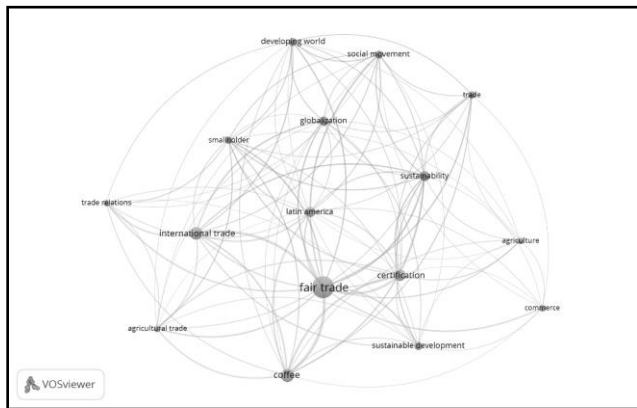 developing world
social movement
trade
globalization
smallholder
sustainability
trade relations
latin america
international trade
agriculture
certification
fair trade
commerce
agricultural trade
sustainable development
coffee
VOSviewer